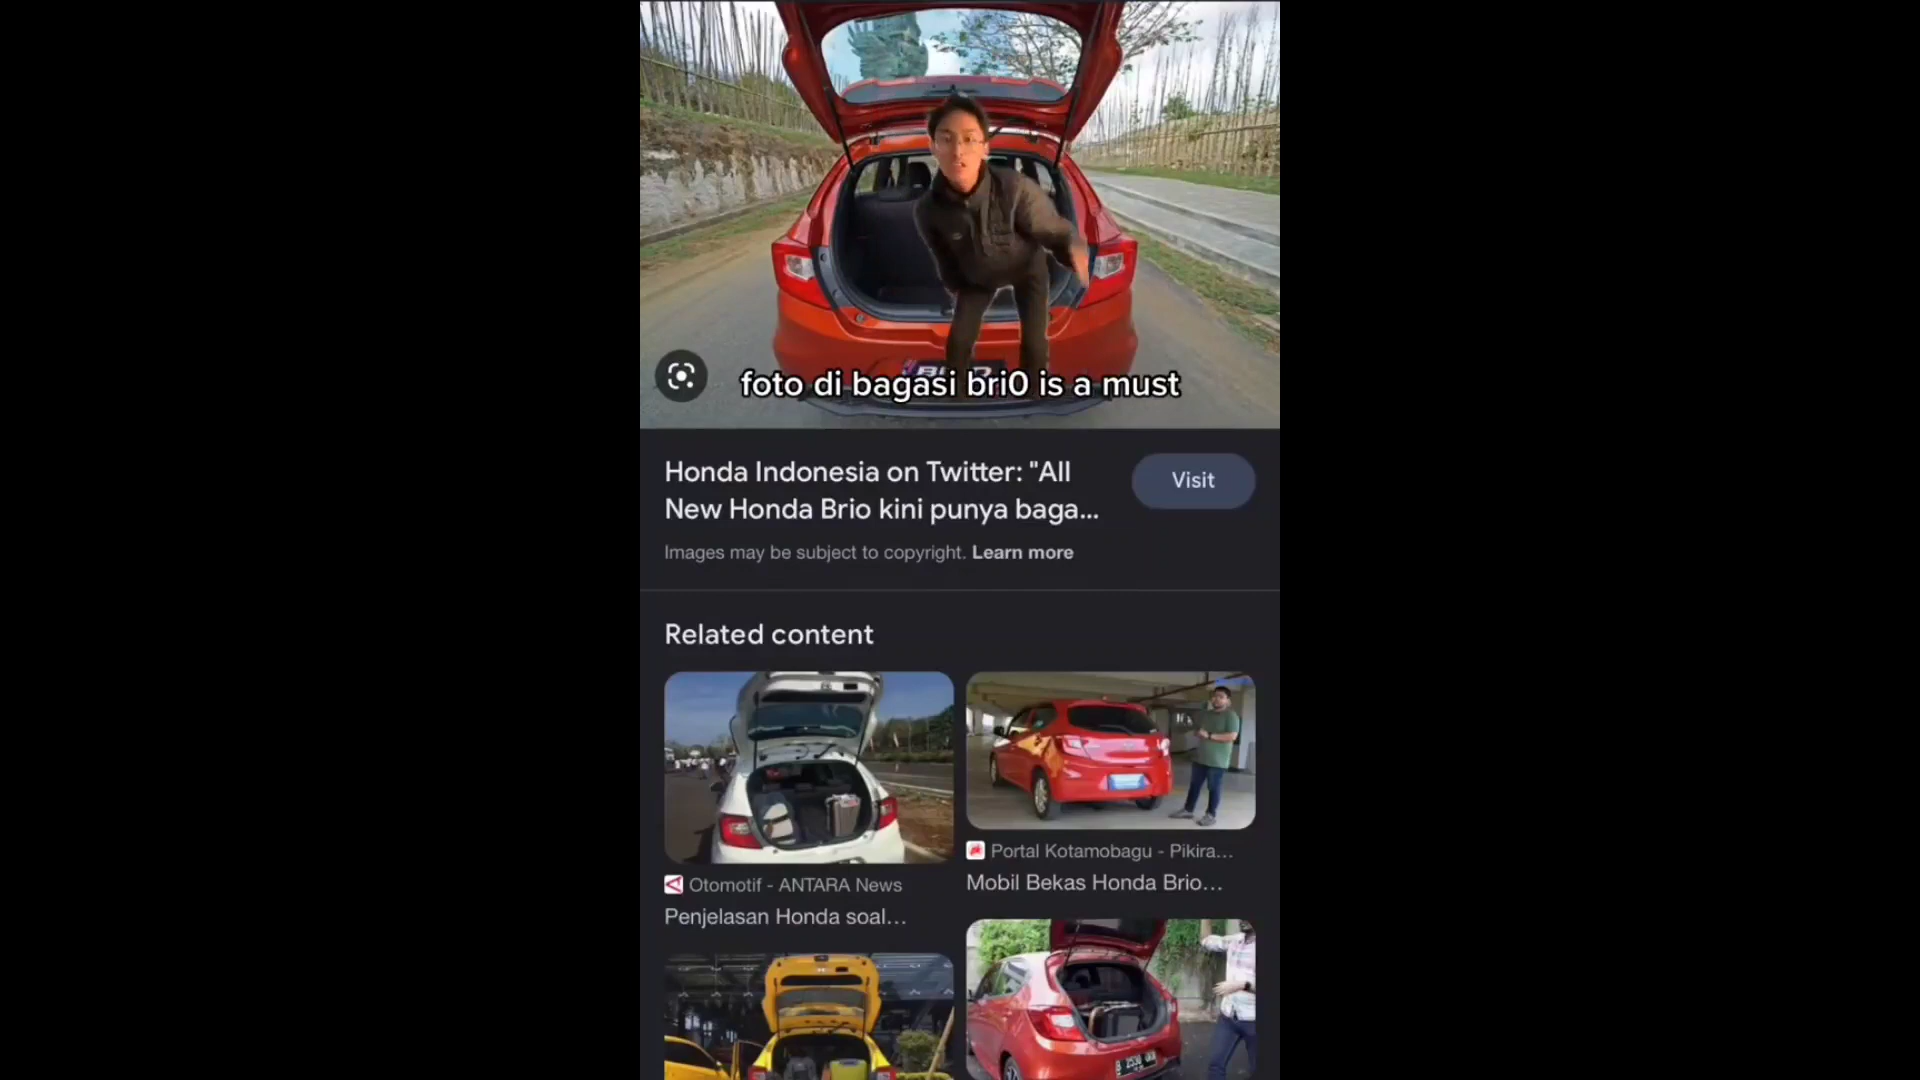 foto di bagasi bri0 is a must
Honda Indonesia on Twitter: "All
New Honda Brio kini punya baga...
Visit
Images may be subject to copyright. Learn more
Related content
Otomotif - ANTARA News
Penjelasan Honda soal...
Portal Kotamobagu - Pikira...
Mobil Bekas Honda Brio...